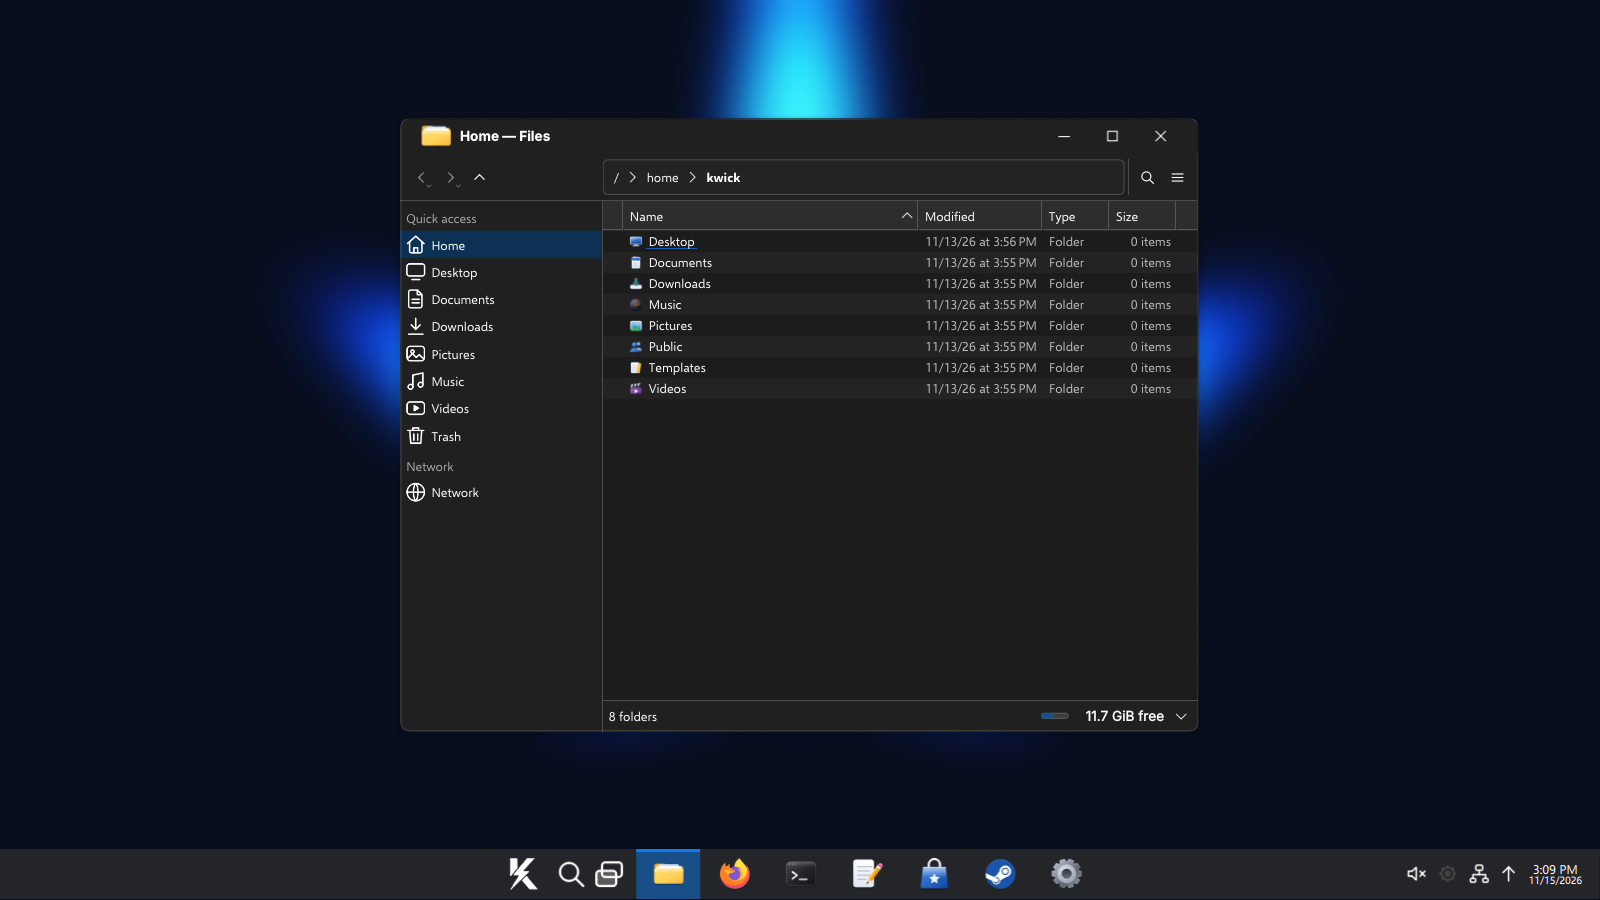 Home — Files
/ home kwick
Quick access
Home
Desktop
Documents
Downloads
Pictures
Music
Videos
Trash
Network
Network
Name Modified Type Size
Desktop 11/13/26 at 3:56 PM Folder 0 items
Documents 11/13/26 at 3:55 PM Folder 0 items
Downloads 11/13/26 at 3:55 PM Folder 0 items
Music 11/13/26 at 3:55 PM Folder 0 items
Pictures 11/13/26 at 3:55 PM Folder 0 items
Public 11/13/26 at 3:55 PM Folder 0 items
Templates 11/13/26 at 3:55 PM Folder 0 items
Videos 11/13/26 at 3:55 PM Folder 0 items
8 folders 11.7 GiB free
3:09 PM
11/15/2026